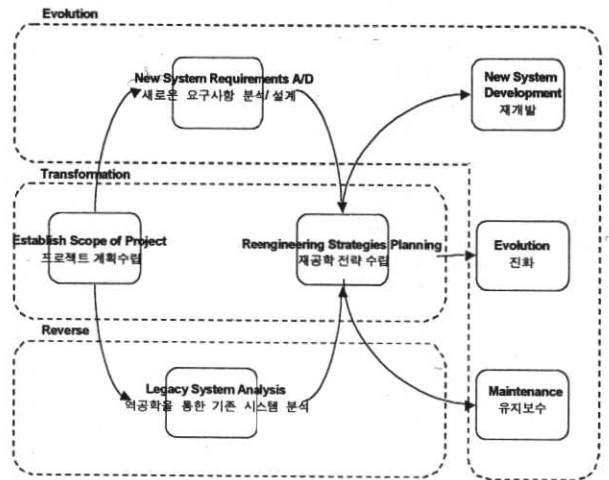 Evolution
New System Requirements A/D
새로운 요구사항 분석/ 설계
New System
Development
재개발
Transformation
Establish Scope of Project
프로젝트 계획수립
Reengineering Strategies Planning
재공학 전략 수립
Evolution
진화
Reverse
Legacy System Analysis
역공학을 통한 기존 시스템 분석
Maintenance
유지보수